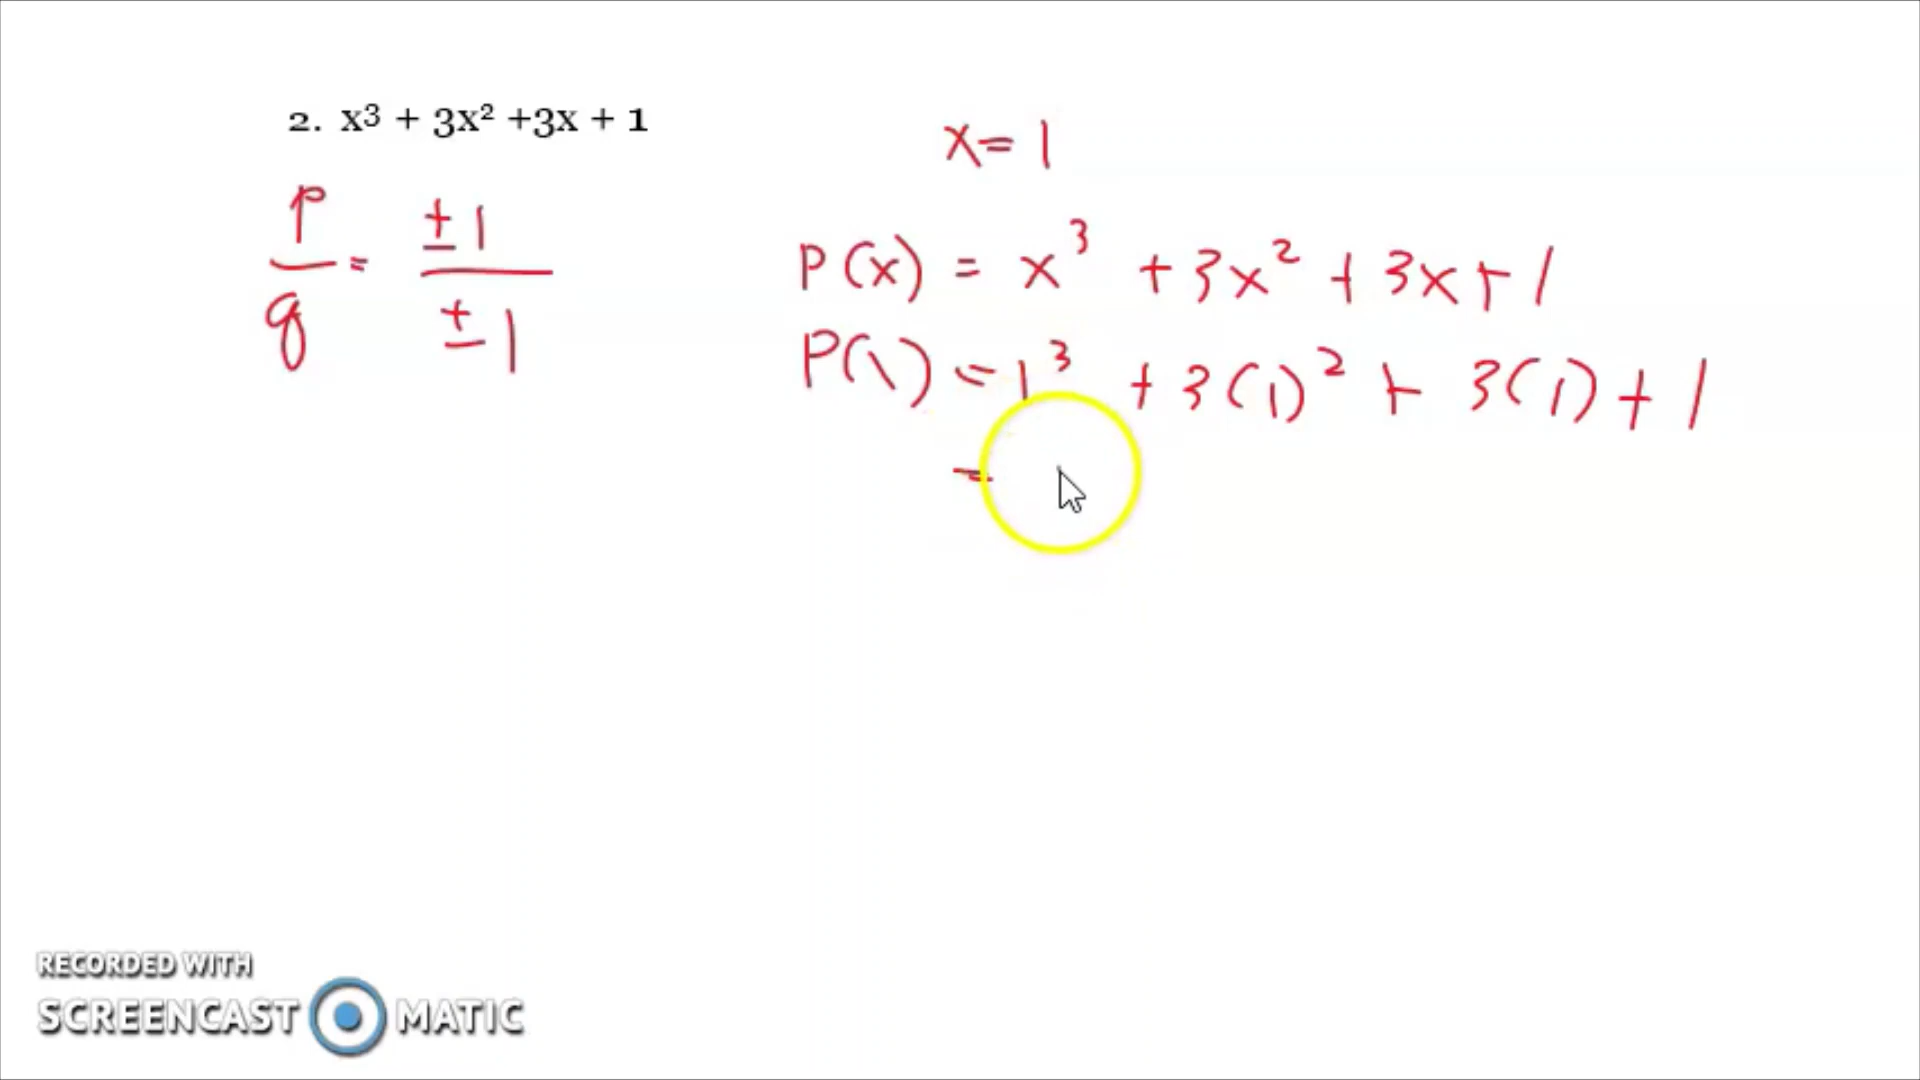 2. x³ + 3x² +3x + 1
p/q = ±1/±1
x = 1
P(x) = x³ + 3x² + 3x + 1
P(1) = 1³ + 3(1)² + 3(1) + 1
=
RECORDED WITH
SCREENCAST MATIC